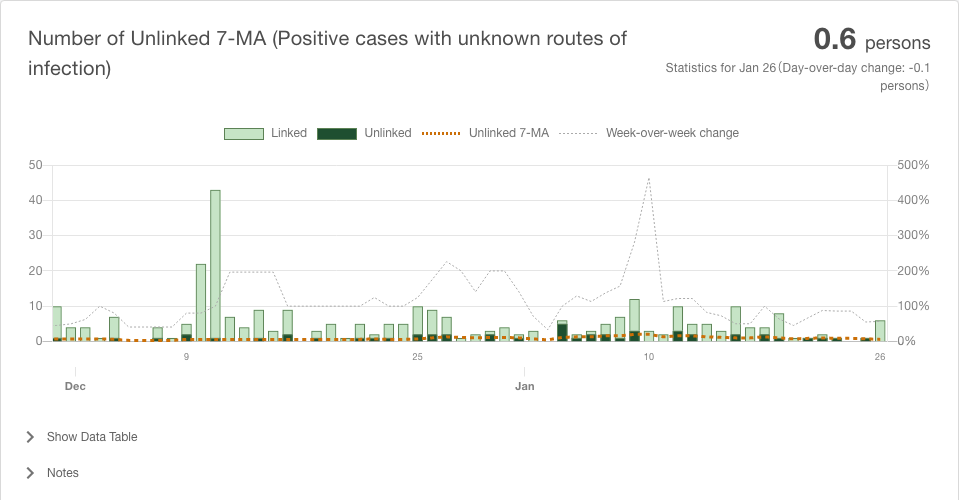 Number of Unlinked 7-MA (Positive cases with unknown routes of
infection)
0.6 persons
Statistics for Jan 26(Day-over-day change: -0.1
persons)
Linked Unlinked Unlinked 7-MA Week-over-week change
50 500%
40 400%
30 300%
20 200%
10 100%
0 0%
9 25 10 26
Dec Jan
Show Data Table
Notes